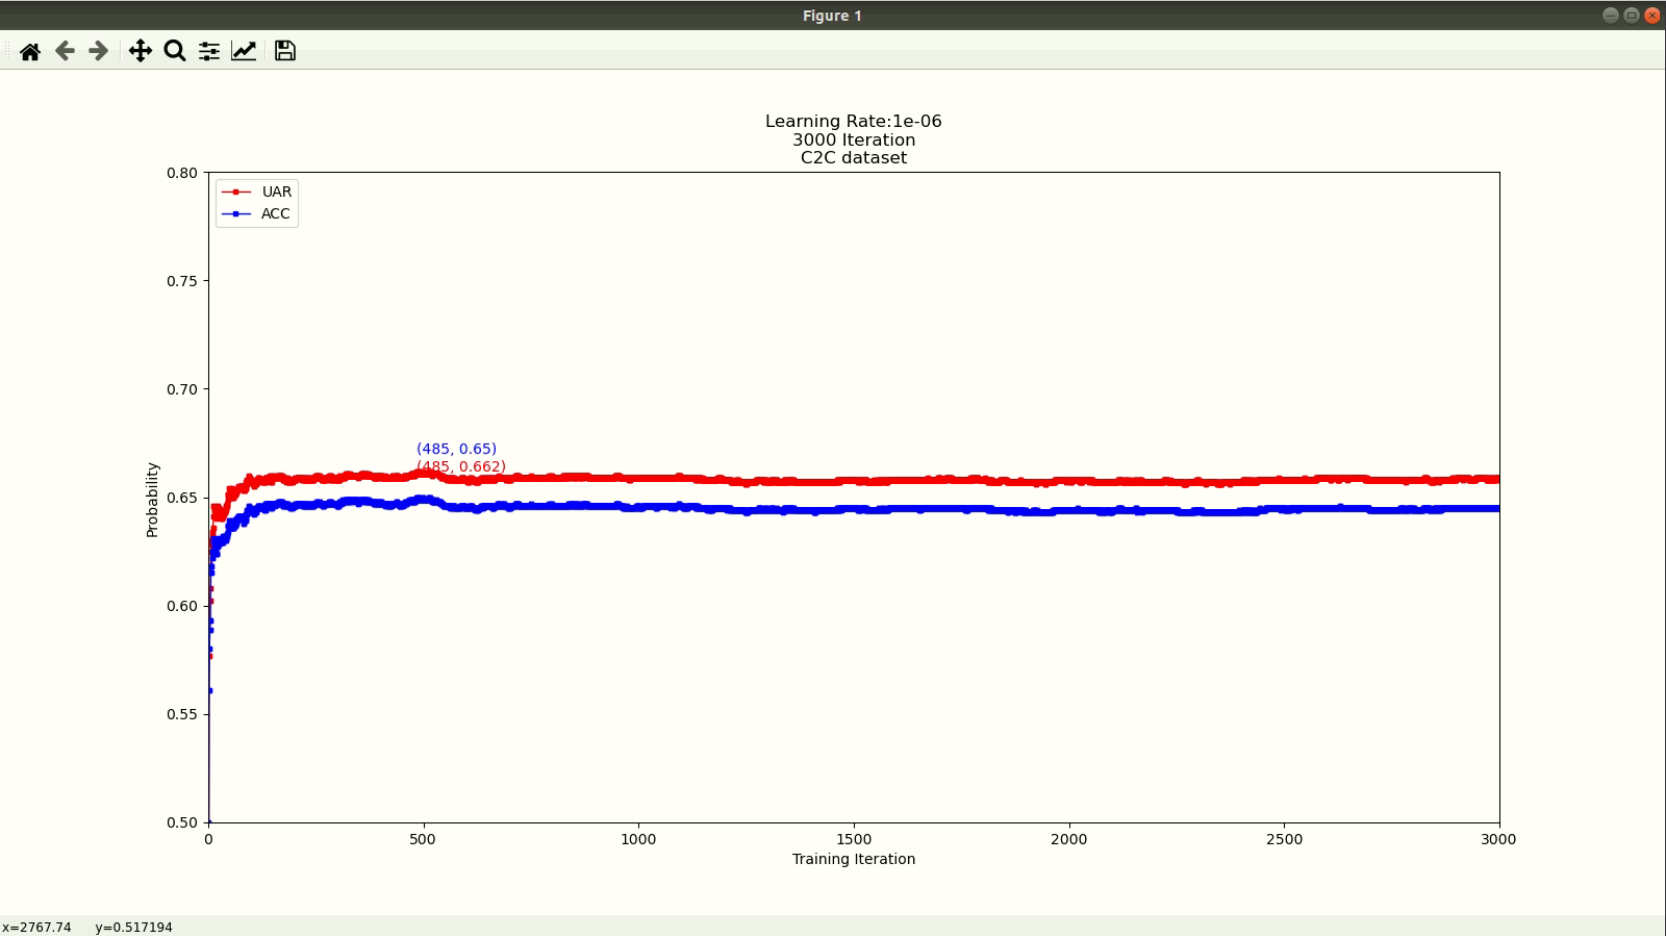 Figure 1
Learning Rate:1e-06
3000 Iteration
C2C dataset
UAR
ACC
0.80
0.75
0.70
0.65
0.60
0.55
0.50
Probability
(485, 0.65)
(485, 0.662)
0 500 1000 1500 2000 2500 3000
Training Iteration
x=2767.74 y=0.517194